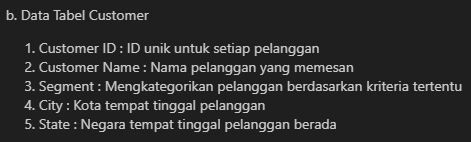 b. Data Tabel Customer
1. Customer ID : ID unik untuk setiap pelanggan
2. Customer Name : Nama pelanggan yang memesan
3. Segment : Mengkategorikan pelanggan berdasarkan kriteria tertentu
4. City : Kota tempat tinggal pelanggan
5. State : Negara tempat tinggal pelanggan berada